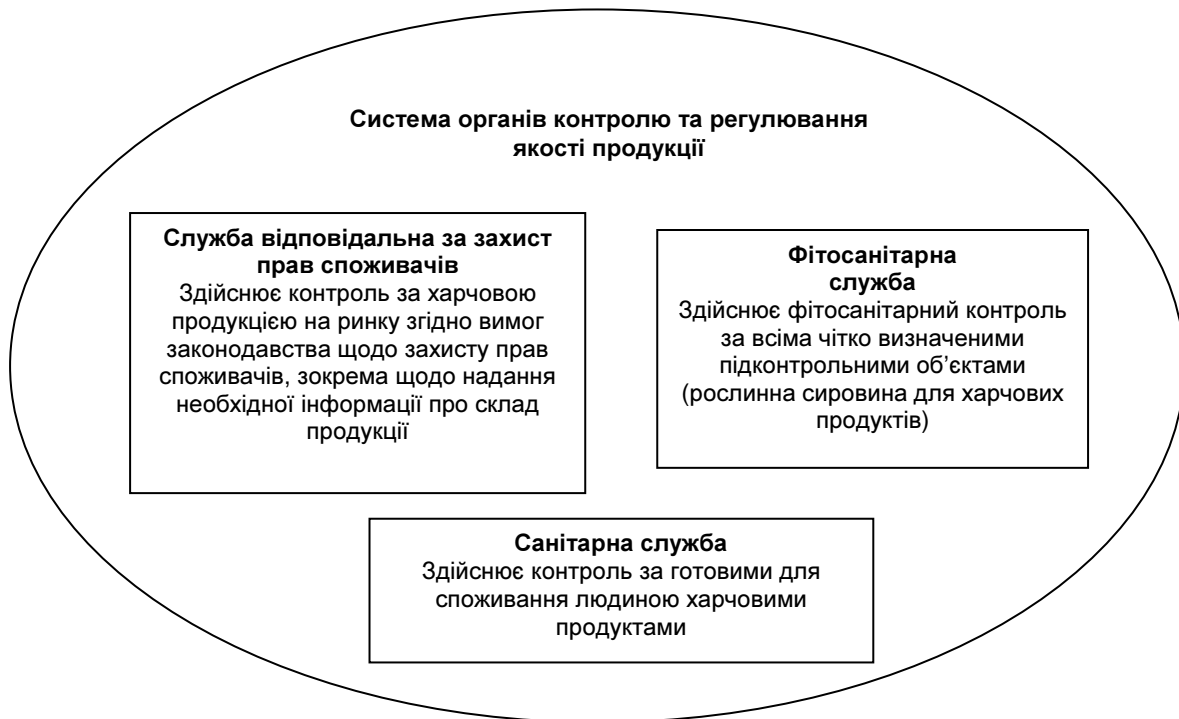 Система органів контролю та регулювання
якості продукції
Служба відповідальна за захист
прав споживачів
Здійснює контроль за харчовою
продукцією на ринку згідно вимог
законодавства щодо захисту прав
споживачів, зокрема щодо надання
необхідної інформації про склад
продукції
Фітосанітарна
служба
Здійснює фітосанітарний контроль
за всіма чітко визначеними
підконтрольними об’єктами
(рослинна сировина для харчових
продуктів)
Санітарна служба
Здійснює контроль за готовими для
споживання людиною харчовими
продуктами